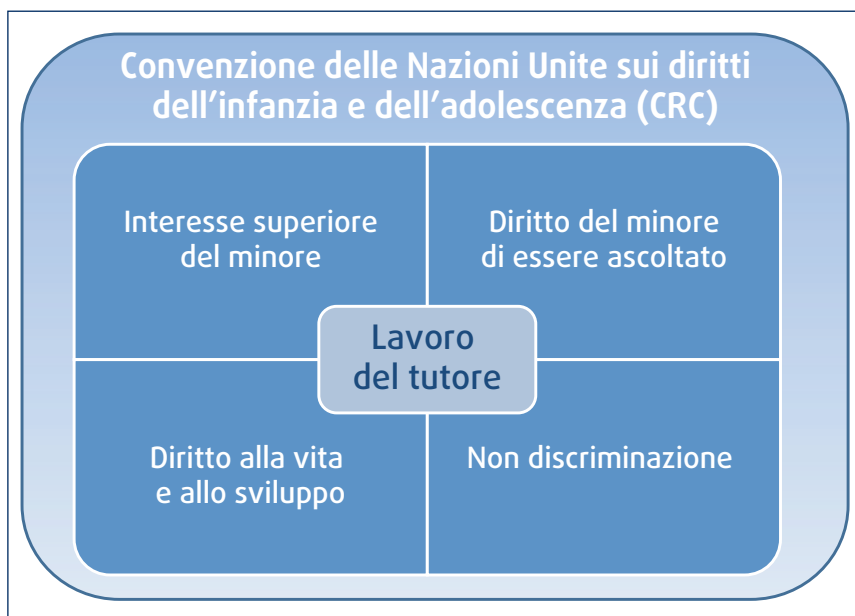 Convenzione delle Nazioni Unite sui diritti
dell'infanzia e dell'adolescenza (CRC)
Interesse superiore
del minore
Diritto del minore
di essere ascoltato
Lavoro
del tutore
Diritto alla vita
e allo sviluppo
Non discriminazione